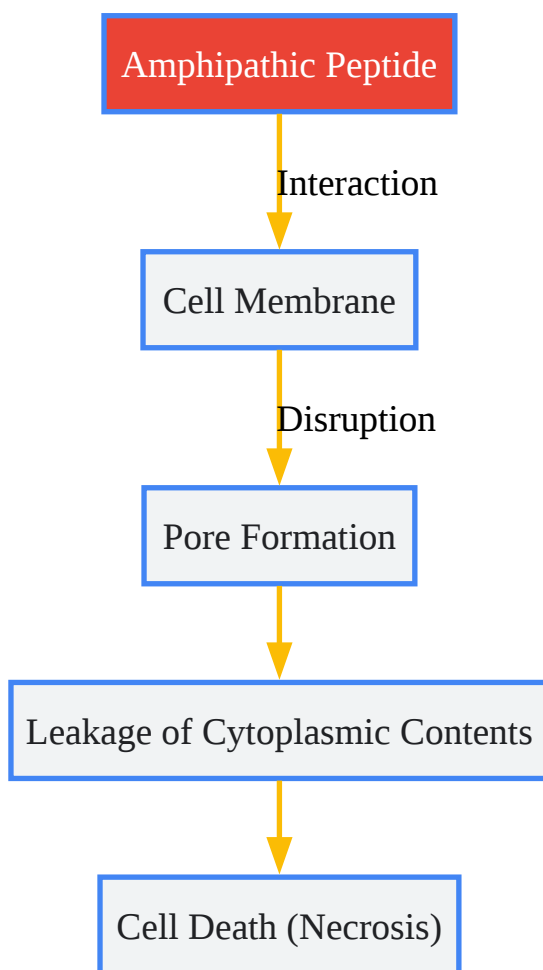 Amphipathic Peptide
Interaction
Cell Membrane
Disruption
Pore Formation
Leakage of Cytoplasmic Contents
Cell Death (Necrosis)